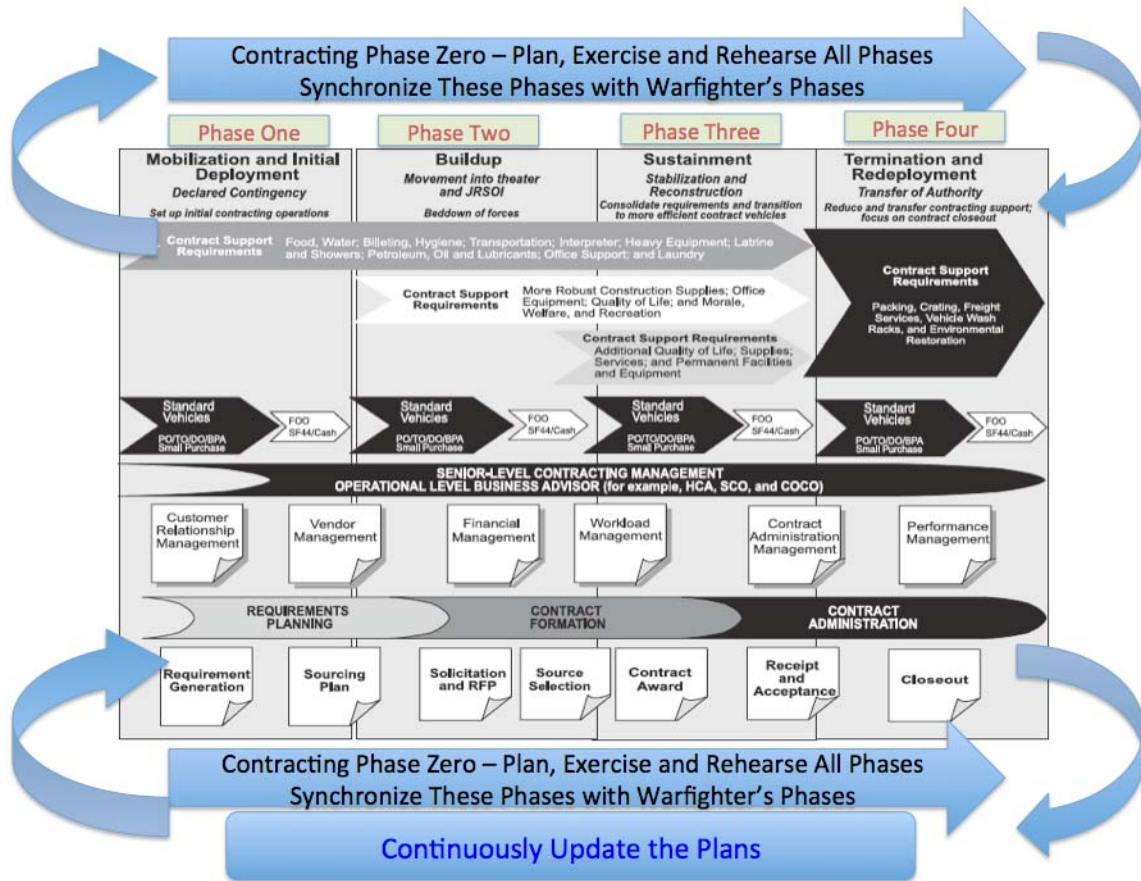 Contracting Phase Zero – Plan, Exercise and Rehearse All Phases
Synchronize These Phases with Warfighter's Phases
Phase One
Phase Two
Phase Three
Phase Four
Mobilization and Initial
Deployment
Declared Contingency
Set up initial contracting operations
Buildup
Movement into theater
and JRSOI
Beddown of forces
Sustainment
Stabilization and
Reconstruction
Consolidate requirements and transition
to more efficient contract vehicles
Termination and
Redeployment
Transfer of Authority
Reduce and transfer contracting support;
focus on contract closeout
Contract Support
Requirements
Food, Water; Billeting, Hygiene; Transportation; Interpreter; Heavy Equipment; Latrine
and Showers; Petroleum, Oil and Lubricants; Office Support; and Laundry
Contract Support
Requirements
More Robust Construction Supplies; Office
Equipment; Quality of Life; and Morale,
Welfare, and Recreation
Contract Support Requirements
Additional Quality of Life; Supplies;
Services; and Permanent Facilities
and Equipment
Contract Support
Requirements
Packing, Crating, Freight
Services, Vehicle Wash
Racks, and Environmental
Restoration
Standard
Vehicles
PO/TO/DO/BPA
Small Purchase
FOO
SF44/Cash
Standard
Vehicles
PO/TO/DO/BPA
Small Purchase
FOO
SF44/Cash
Standard
Vehicles
PO/TO/DO/BPA
Small Purchase
FOO
SF44/Cash
Standard
Vehicles
PO/TO/DO/BPA
Small Purchase
FOO
SF44/Cash
SENIOR-LEVEL CONTRACTING MANAGEMENT
OPERATIONAL LEVEL BUSINESS ADVISOR (for example, HCA, SCO, and COCO)
Customer
Relationship
Management
Vendor
Management
Financial
Management
Workload
Management
Contract
Administration
Management
Performance
Management
REQUIREMENTS
PLANNING
CONTRACT
FORMATION
CONTRACT
ADMINISTRATION
Requirement
Generation
Sourcing
Plan
Solicitation
and RFP
Source
Selection
Contract
Award
Receipt
and
Acceptance
Closeout
Contracting Phase Zero – Plan, Exercise and Rehearse All Phases
Synchronize These Phases with Warfighter's Phases
Continuously Update the Plans